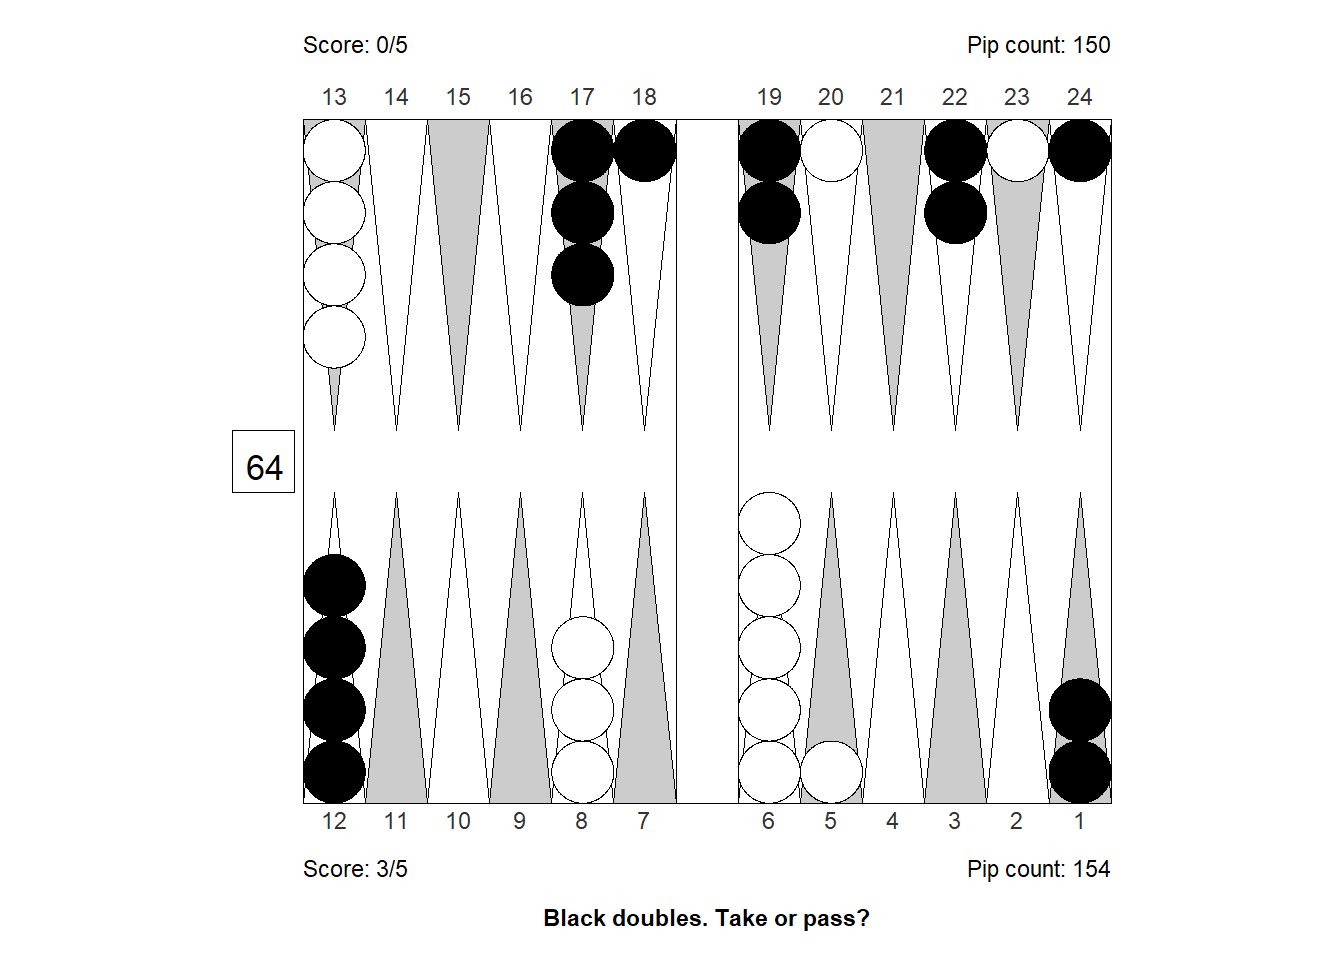 Score: 0/5 Pip count: 150
13 14 15 16 17 18 19 20 21 22 23 24
64
12 11 10 9 8 7 6 5 4 3 2 1
Score: 3/5 Pip count: 154
Black doubles. Take or pass?